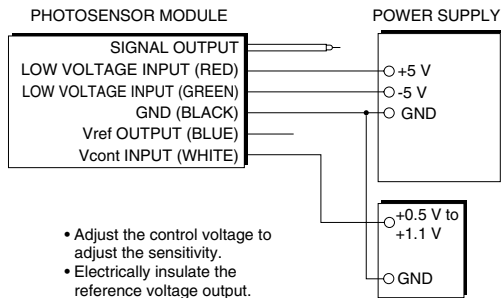 PHOTOSENSOR MODULE
POWER SUPPLY
SIGNAL OUTPUT
LOW VOLTAGE INPUT (RED)
LOW VOLTAGE INPUT (GREEN)
GND (BLACK)
Vref OUTPUT (BLUE)
Vcont INPUT (WHITE)
+5 V
-5 V
GND
+0.5 V to
+1.1 V
GND
• Adjust the control voltage to
adjust the sensitivity.
• Electrically insulate the
reference voltage output.